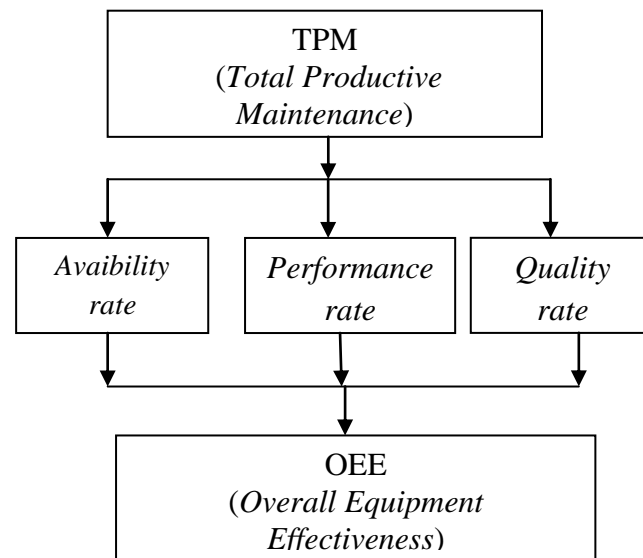 TPM
(Total Productive
Maintenance)
Avaibility
rate
Performance
rate
Quality
rate
OEE
(Overall Equipment
Effectiveness)